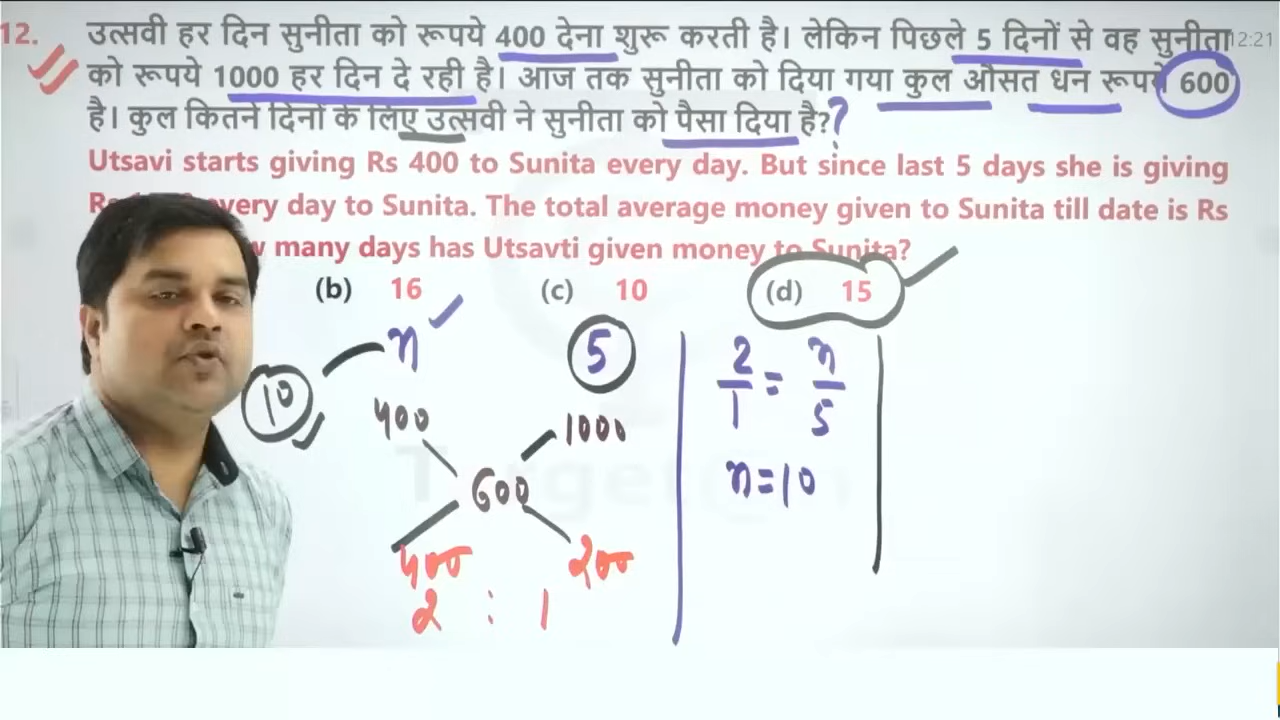 12. उत्सवी हर दिन सुनीता को रूपये 400 देना शुरू करती है। लेकिन पिछले 5 दिनों से वह सुनीता
12:21
को रूपये 1000 हर दिन दे रही है। आज तक सुनीता को दिया गया कुल औसत धन रूपये 600
है। कुल कितने दिनों के लिए उत्सवी ने सुनीता को पैसा दिया है??
Utsavi starts giving Rs 400 to Sunita every day. But since last 5 days she is giving
every day to Sunita. The total average money given to Sunita till date is Rs
many days has Utsavti given money to Sunita?
(b) 16 (c) 10 (d) 15
n 5
10
400 1000
600
400 200
2 : 1
2/1 = n/5
n=10